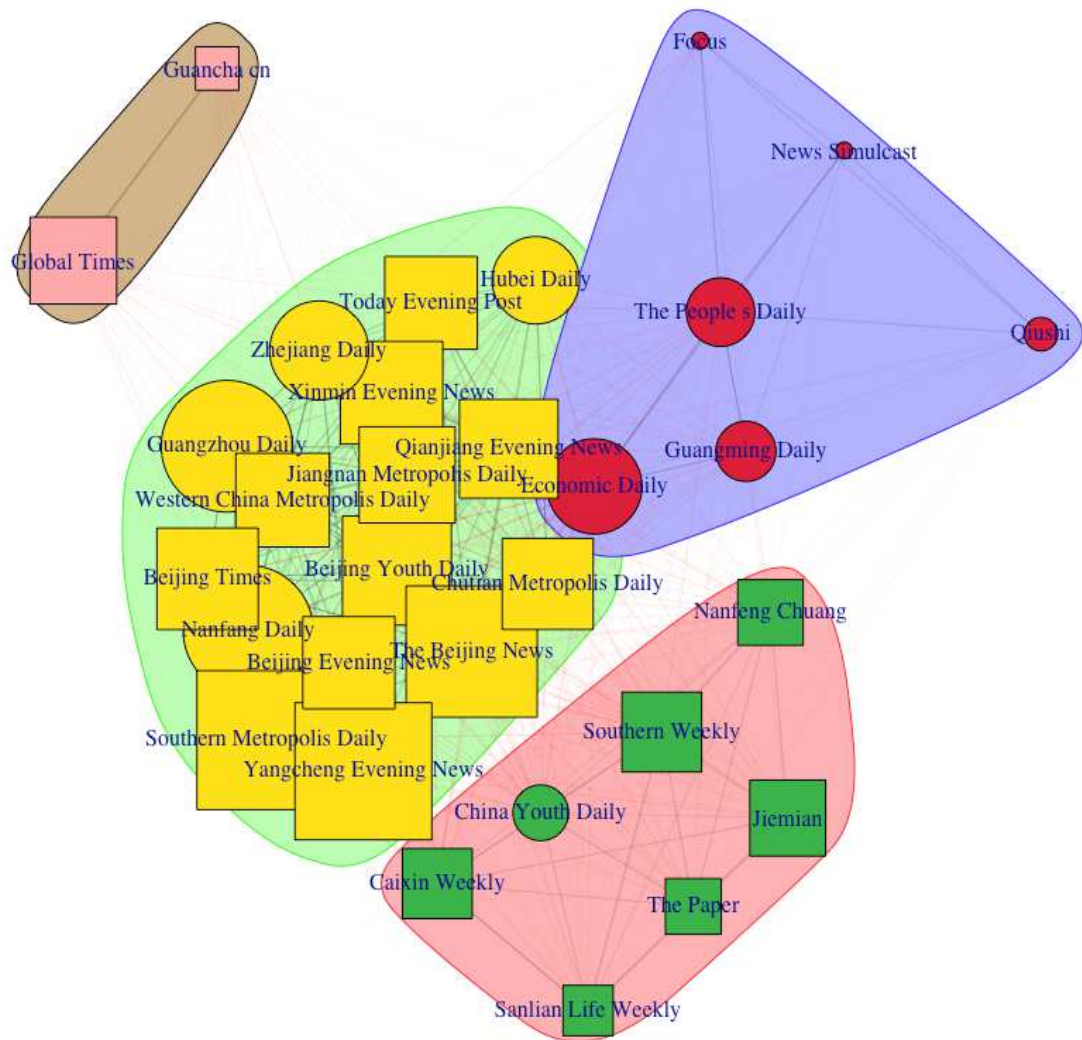 Focus
Guancha cn
News Simulcast
Global Times
Hubei Daily
Today Evening Post
The People s Daily
Qiushi
Zhejiang Daily
Xinmin Evening News
Guangzhou Daily
Qianjiang Evening News
Guangming Daily
Jiangnan Metropolis Daily
Economic Daily
Western China Metropolis Daily
Beijing Youth Daily
Beijing Times
Chutian Metropolis Daily
Nanfeng Chuang
Nanfang Daily
The Beijing News
Beijing Evening News
Southern Weekly
Southern Metropolis Daily
Yangcheng Evening News
China Youth Daily
Jiemian
Caixin Weekly
The Paper
Sanlian Life Weekly